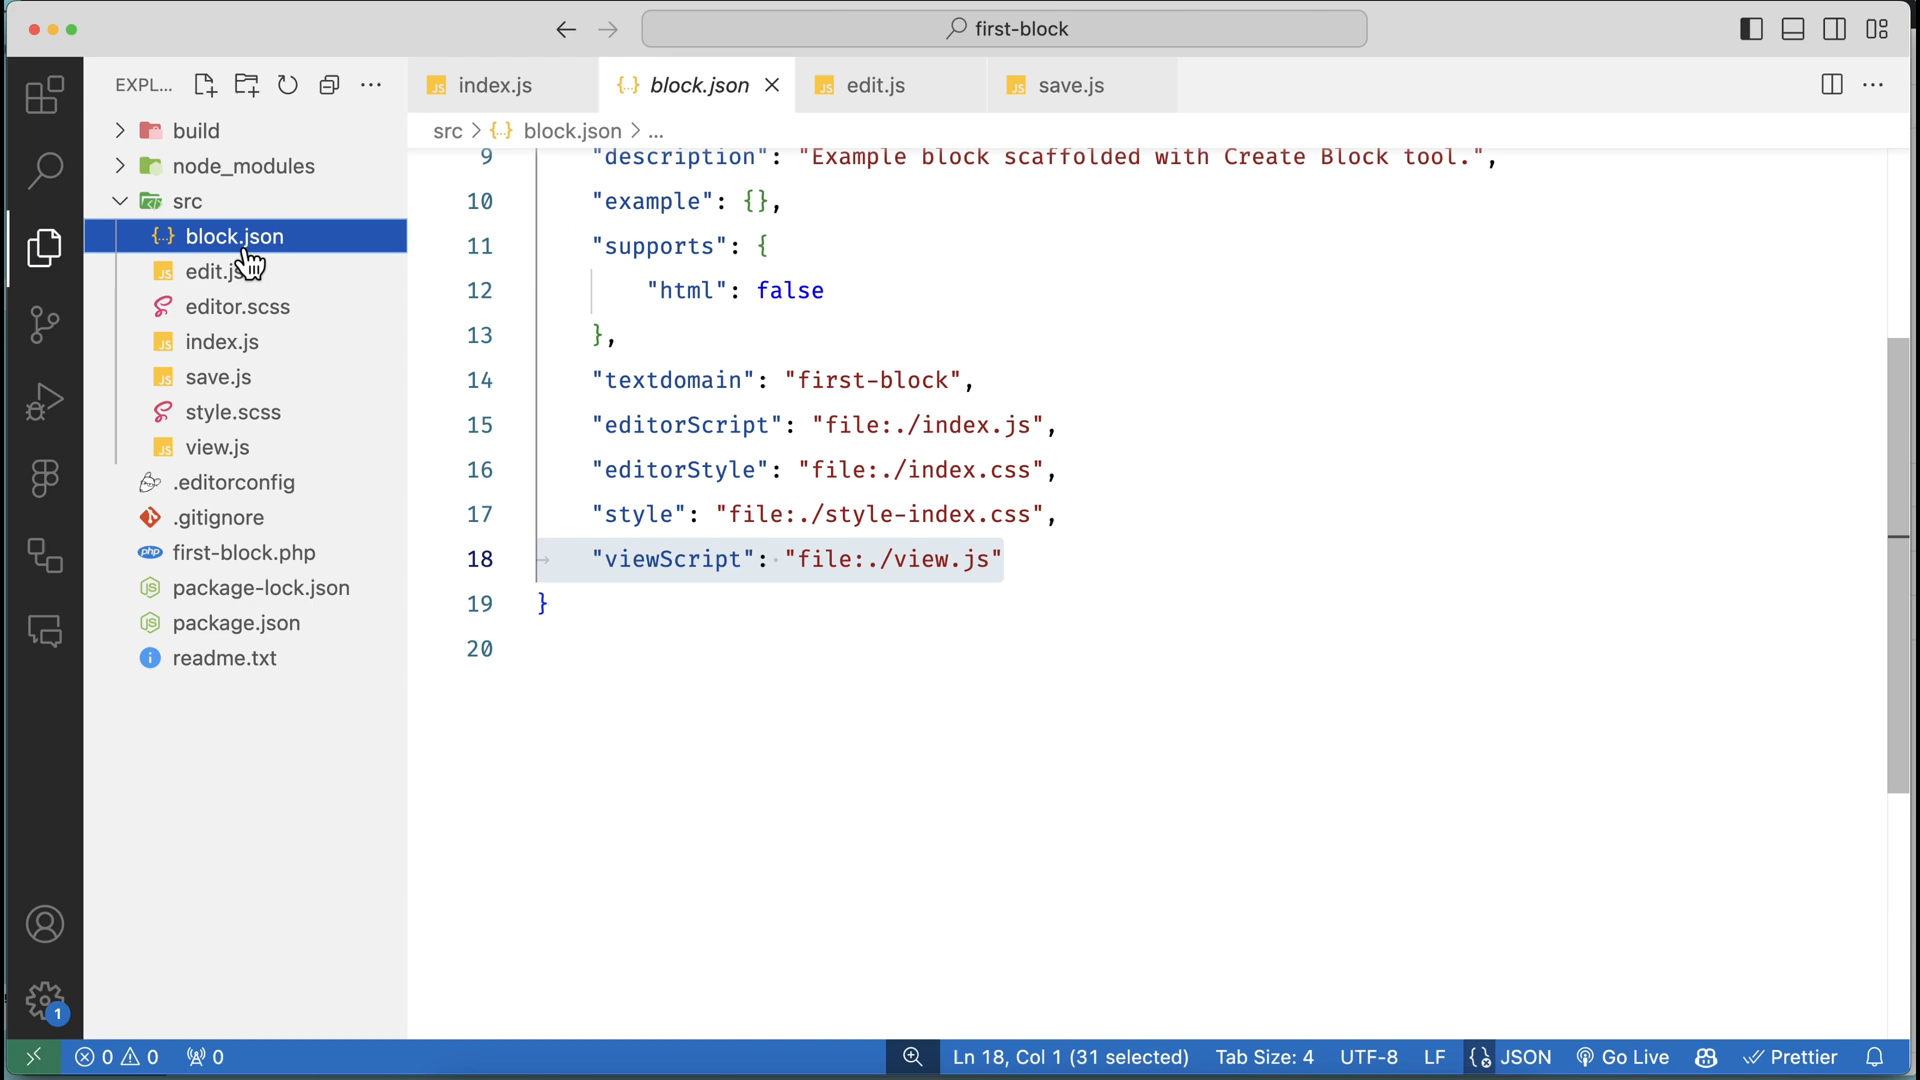 first-block
EXPL...
index.js
block.json
edit.js
save.js
src > block.json > ...
build
node_modules
src
block.json
edit.js
editor.scss
index.js
save.js
style.scss
view.js
.editorconfig
.gitignore
first-block.php
package-lock.json
package.json
readme.txt
9 "description": "Example block scaffolded with Create Block tool.",
10 "example": {},
11 "supports": {
12 "html": false
13 },
14 "textdomain": "first-block",
15 "editorScript": "file:./index.js",
16 "editorStyle": "file:./index.css",
17 "style": "file:./style-index.css",
18 "viewScript": "file:./view.js"
19 }
20
1
0 0 0 Ln 18, Col 1 (31 selected) Tab Size: 4 UTF-8 LF JSON Go Live Prettier